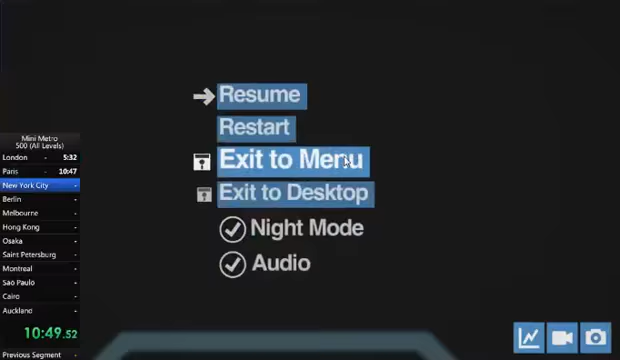 Resume
Restart
Exit to Menu
Exit to Desktop
Night Mode
Audio
Mini Metro
500 (All Levels)
London - 5:32
Paris - 10:47
New York City -
Berlin -
Melbourne -
Hong Kong -
Osaka -
Saint Petersburg -
Montreal -
São Paulo -
Cairo -
Auckland -
10:49.52
Previous Segment -